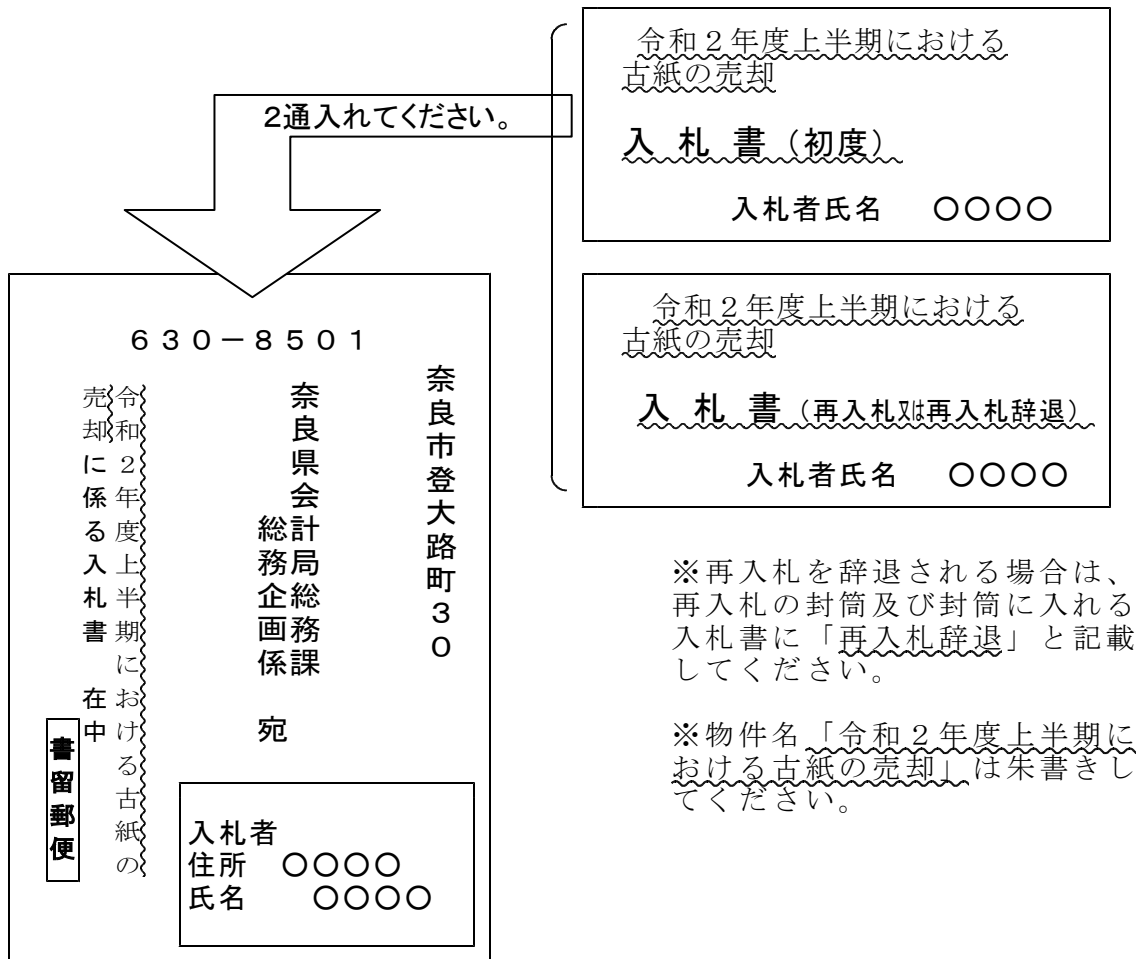 令和２年度上半期における
古紙の売却
入札書（初度）
入札者氏名　○○○○
令和２年度上半期における
古紙の売却
入札書（再入札又は再入札辞退）
入札者氏名　○○○○
２通入れてください。
６３０－８５０１
奈良市登大路町３０
奈良県会計局総務課
総務企画係　宛
令和２年度上半期における古紙の
売却に係る入札書　在中
書留郵便
入札者
住所　○○○○
氏名　○○○○
※再入札を辞退される場合は、
再入札の封筒及び封筒に入れる
入札書に「再入札辞退」と記載
してください。
※物件名「令和２年度上半期に
おける古紙の売却」は朱書きし
てください。